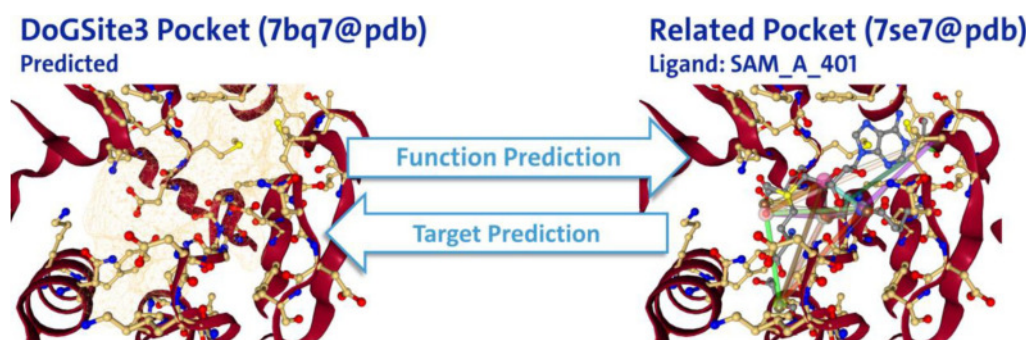 DoGSite3 Pocket (7bq7@pdb)
Predicted
Related Pocket (7se7@pdb)
Ligand: SAM_A_401
Function Prediction
Target Prediction